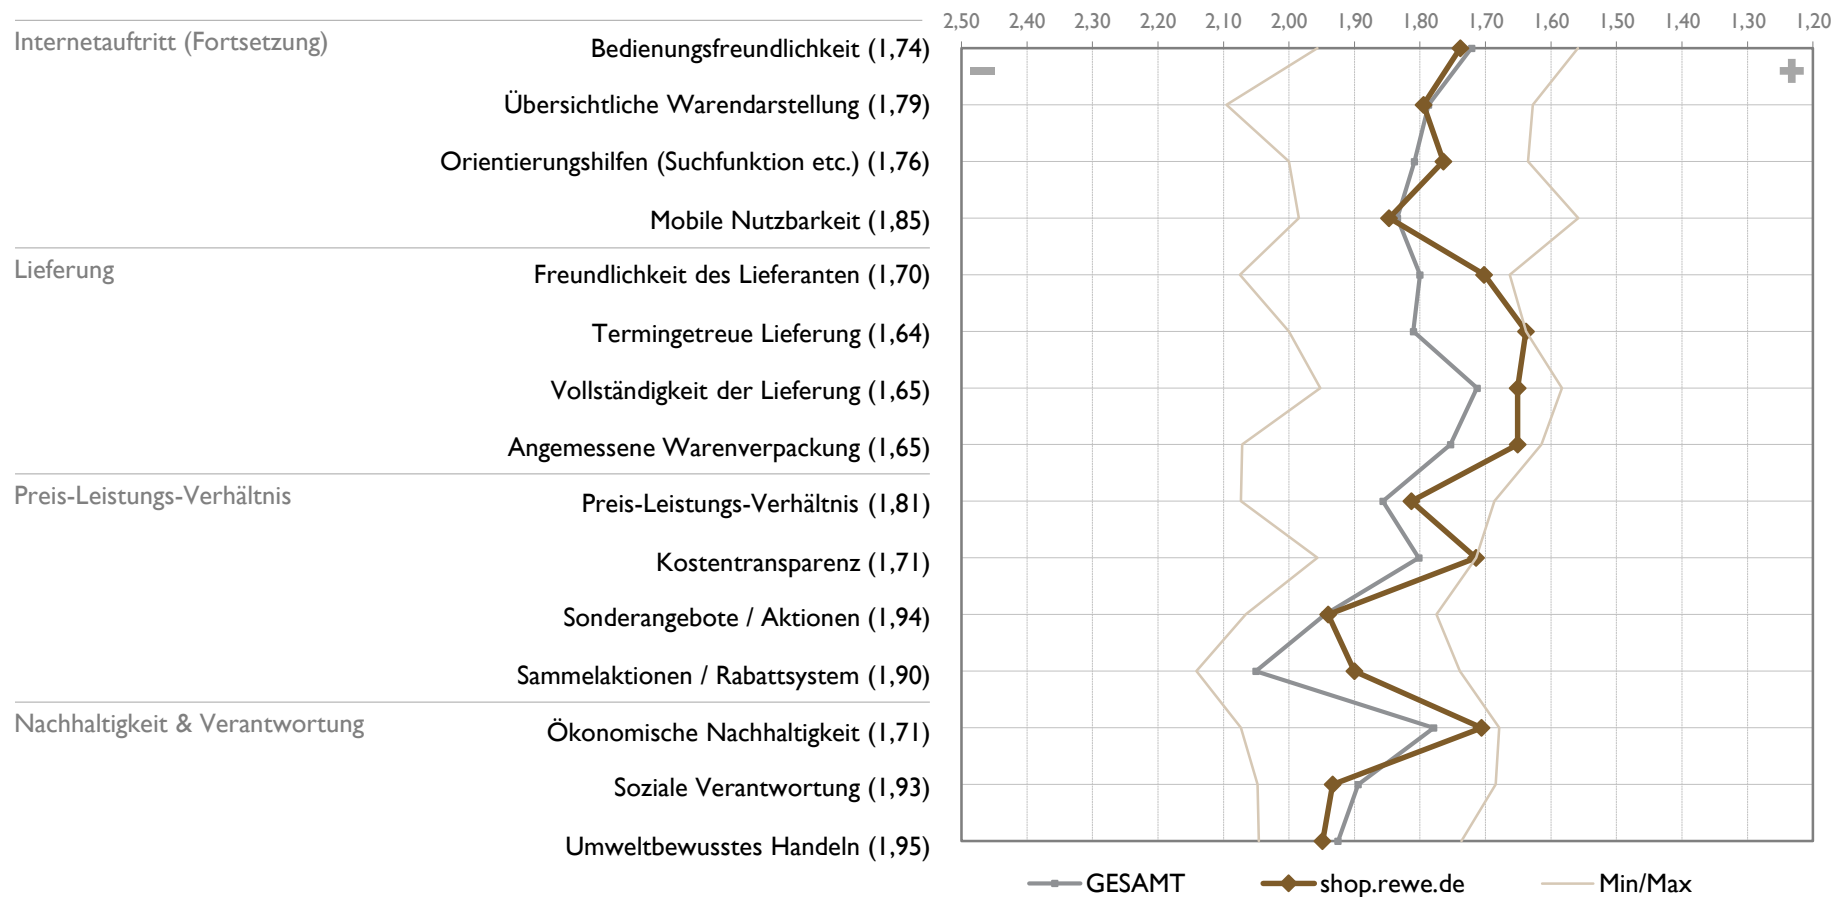 2,50 2,40 2,30 2,20 2,10 2,00 1,90 1,80 1,70 1,60 1,50 1,40 1,30 1,20
Internetauftritt (Fortsetzung)
Bedienungsfreundlichkeit (1,74)
Übersichtliche Warendarstellung (1,79)
Orientierungshilfen (Suchfunktion etc.) (1,76)
Mobile Nutzbarkeit (1,85)
Lieferung
Freundlichkeit des Lieferanten (1,70)
Termingetreue Lieferung (1,64)
Vollständigkeit der Lieferung (1,65)
Angemessene Warenverpackung (1,65)
Preis-Leistungs-Verhältnis
Preis-Leistungs-Verhältnis (1,81)
Kostentransparenz (1,71)
Sonderangebote / Aktionen (1,94)
Sammelaktionen / Rabattsystem (1,90)
Nachhaltigkeit & Verantwortung
Ökonomische Nachhaltigkeit (1,71)
Soziale Verantwortung (1,93)
Umweltbewusstes Handeln (1,95)
GESAMT shop.rewe.de Min/Max